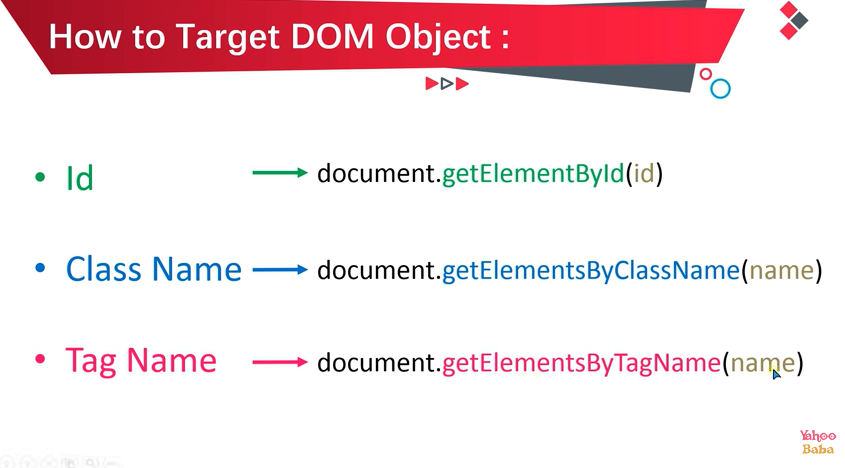 How to Target DOM Object :
• Id
document.getElementById(id)
• Class Name
document.getElementsByClassName(name)
• Tag Name
document.getElementsByTagName(name)
Yahoo
Baba